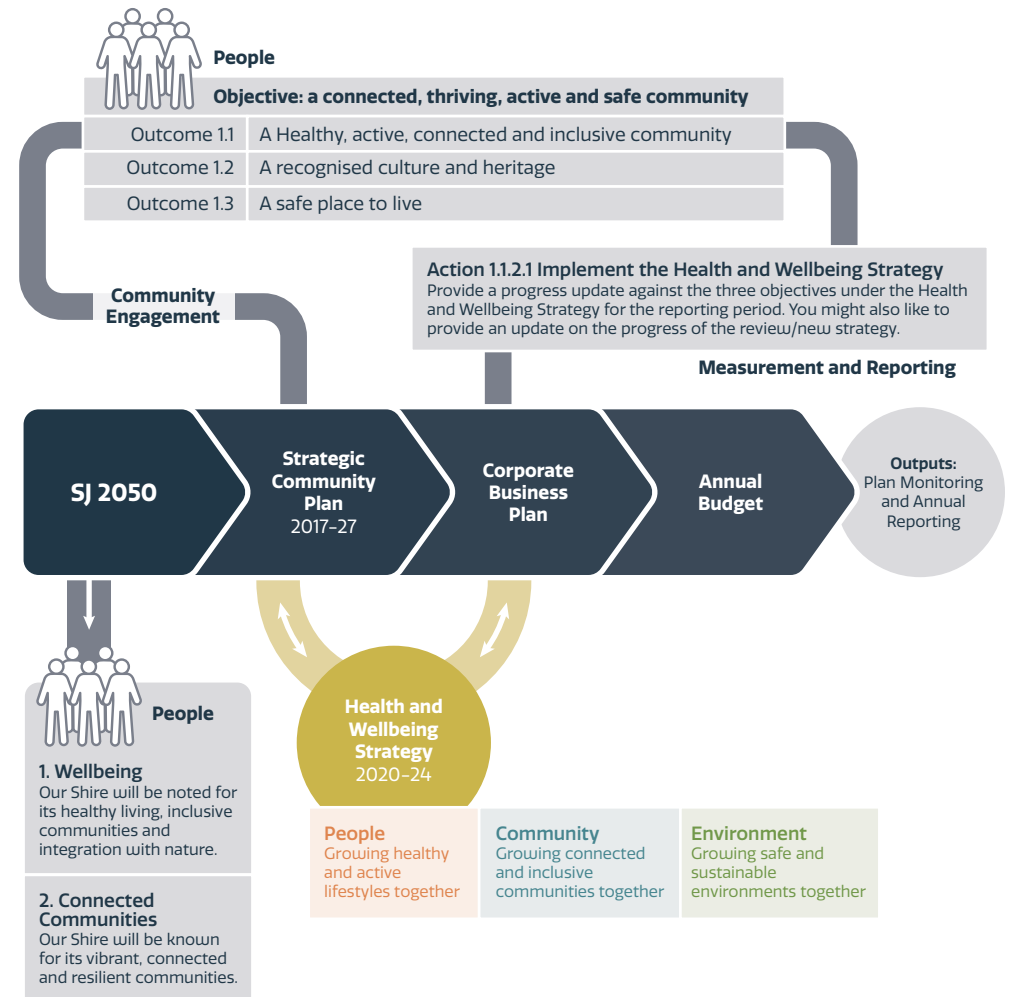 People
Objective: a connected, thriving, active and safe community
Outcome 1.1 A Healthy, active, connected and inclusive community
Outcome 1.2 A recognised culture and heritage
Outcome 1.3 A safe place to live
Community
Engagement
Action 1.1.2.1 Implement the Health and Wellbeing Strategy
Provide a progress update against the three objectives under the Health
and Wellbeing Strategy for the reporting period. You might also like to
provide an update on the progress of the review/new strategy.
Measurement and Reporting
SJ 2050
Strategic
Community
Plan
2017–27
Corporate
Business
Plan
Annual
Budget
Outputs:
Plan Monitoring
and Annual
Reporting
People
1. Wellbeing
Our Shire will be noted for
its healthy living, inclusive
communities and
integration with nature.
2. Connected
Communities
Our Shire will be known
for its vibrant, connected
and resilient communities.
Health and
Wellbeing
Strategy
2020–24
People
Growing healthy
and active
lifestyles together
Community
Growing connected
and inclusive
communities together
Environment
Growing safe and
sustainable
environments together